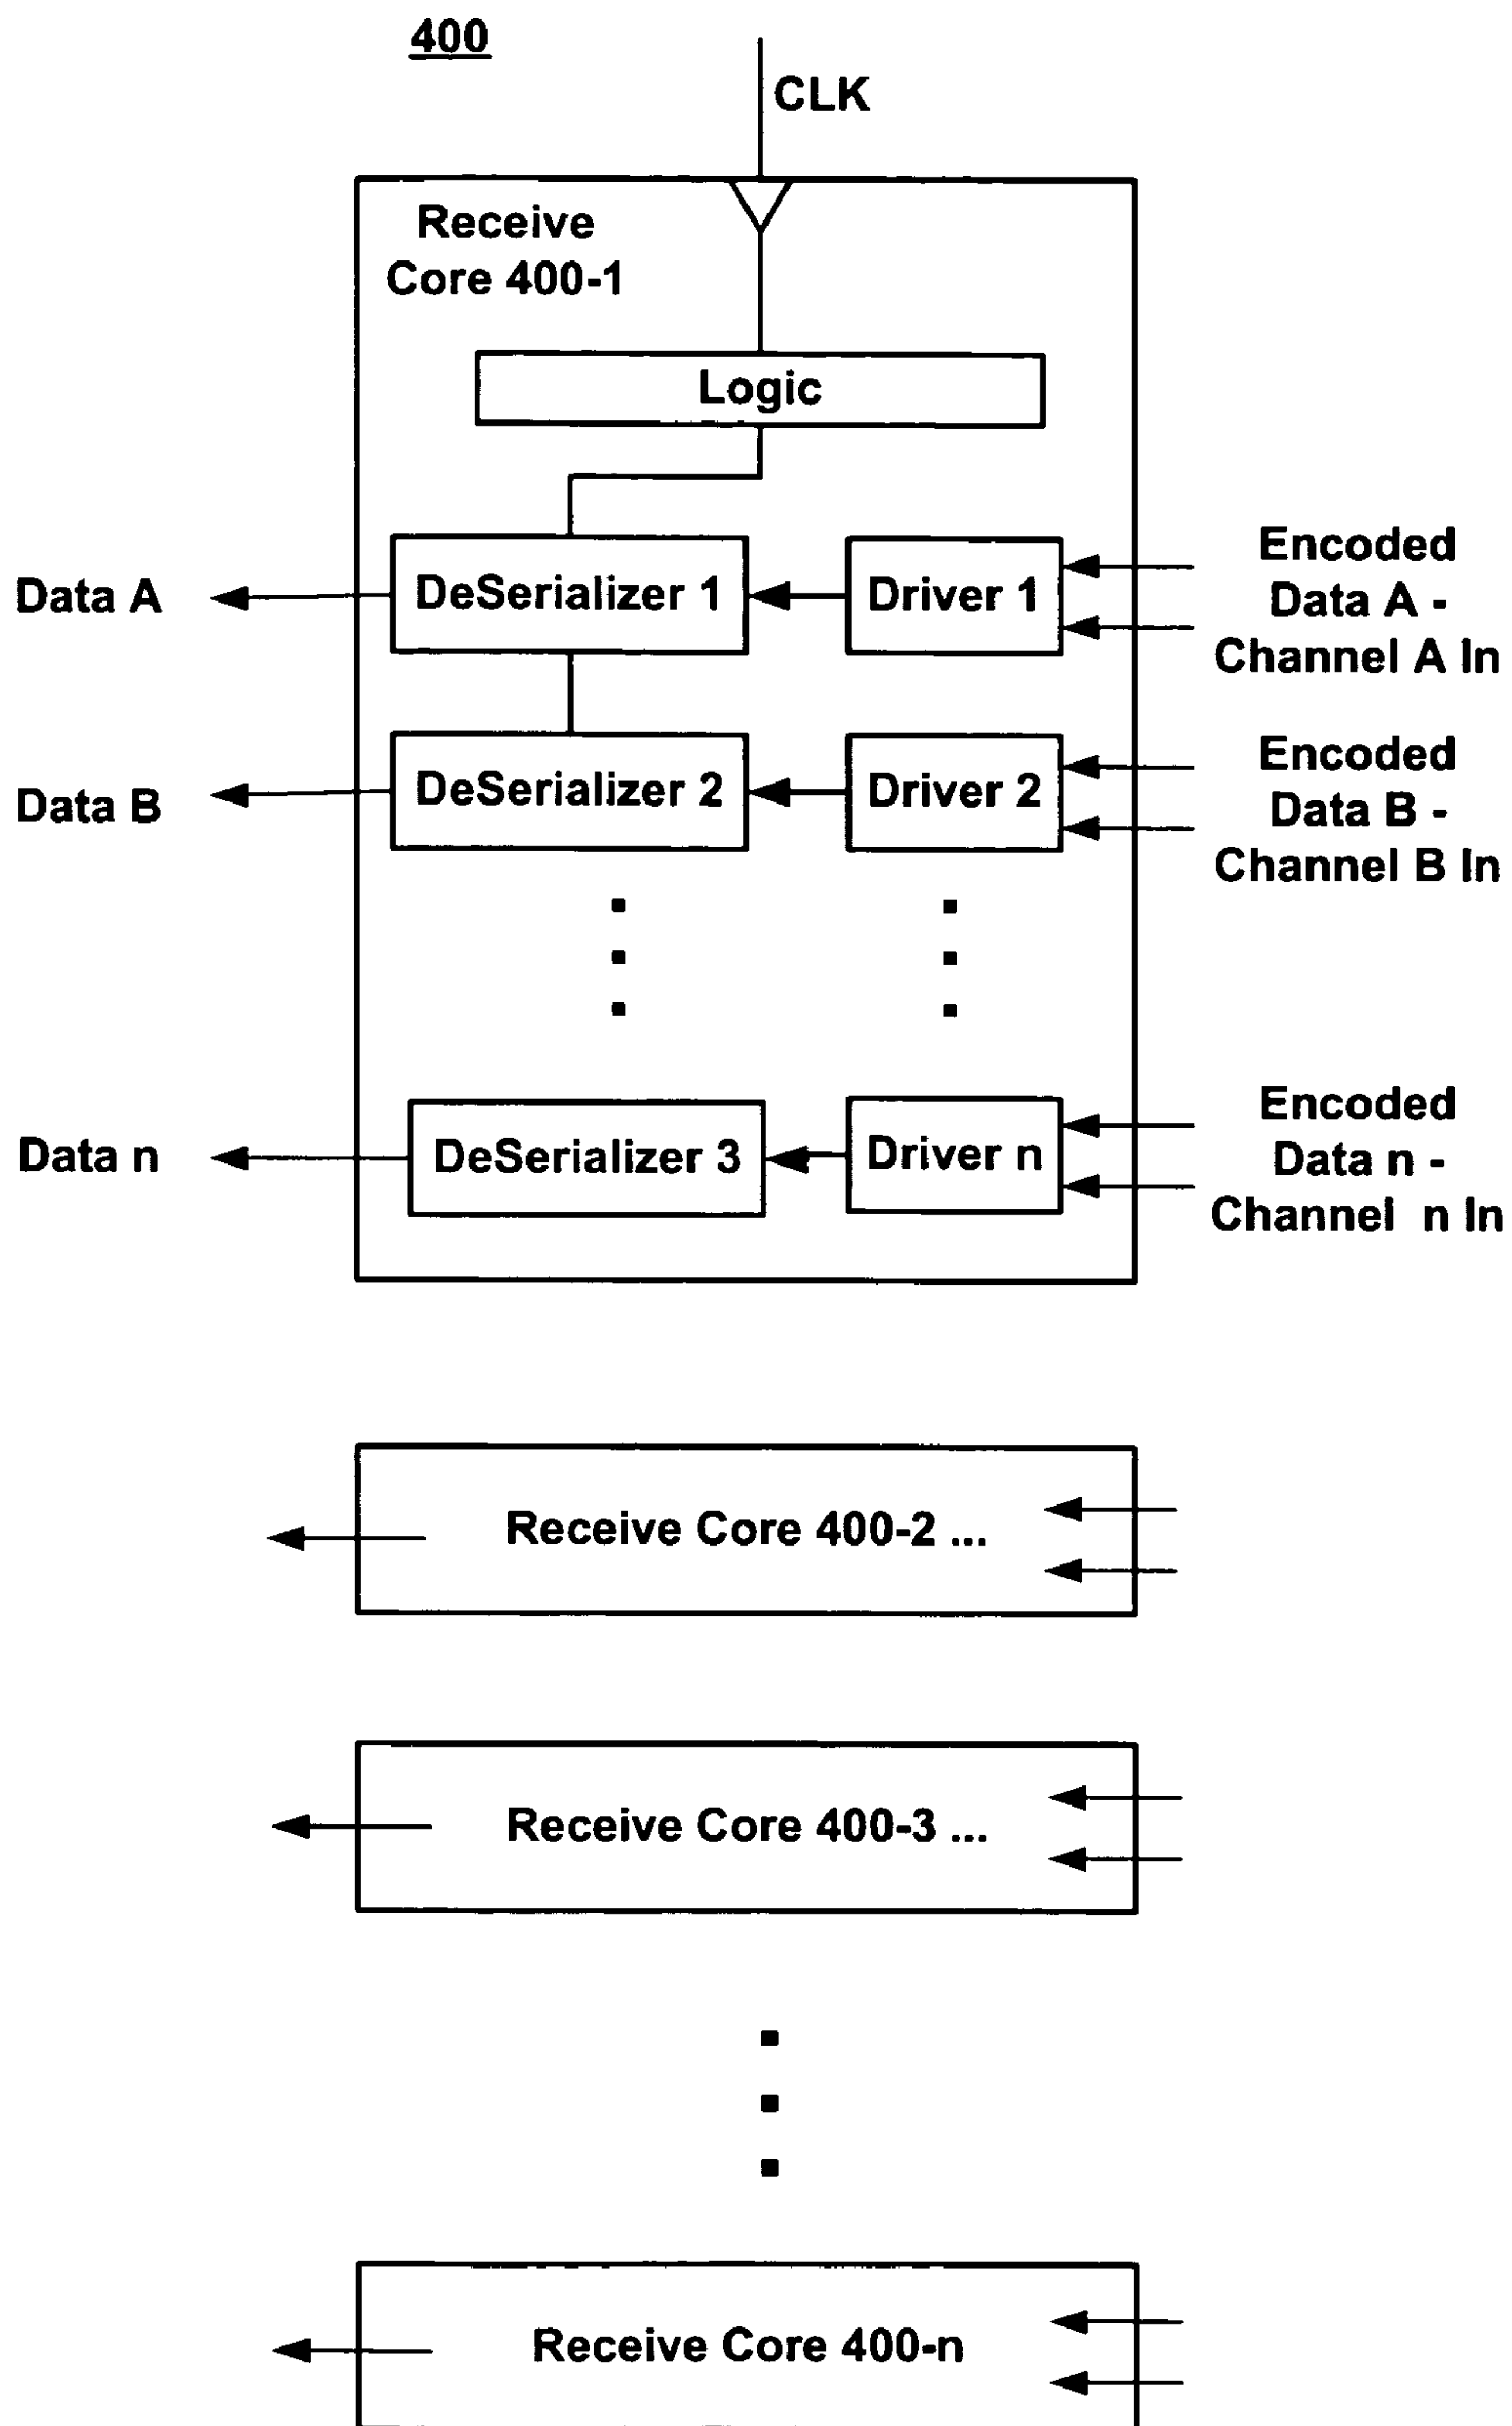 400
CLK
Receive
Core 400-1
Logic
Data A
DeSerializer 1
Driver 1
Encoded
Data A -
Channel A In
Data B
DeSerializer 2
Driver 2
Encoded
Data B -
Channel B In
Data n
DeSerializer 3
Driver n
Encoded
Data n -
Channel n In
Receive Core 400-2 ...
Receive Core 400-3 ...
Receive Core 400-n